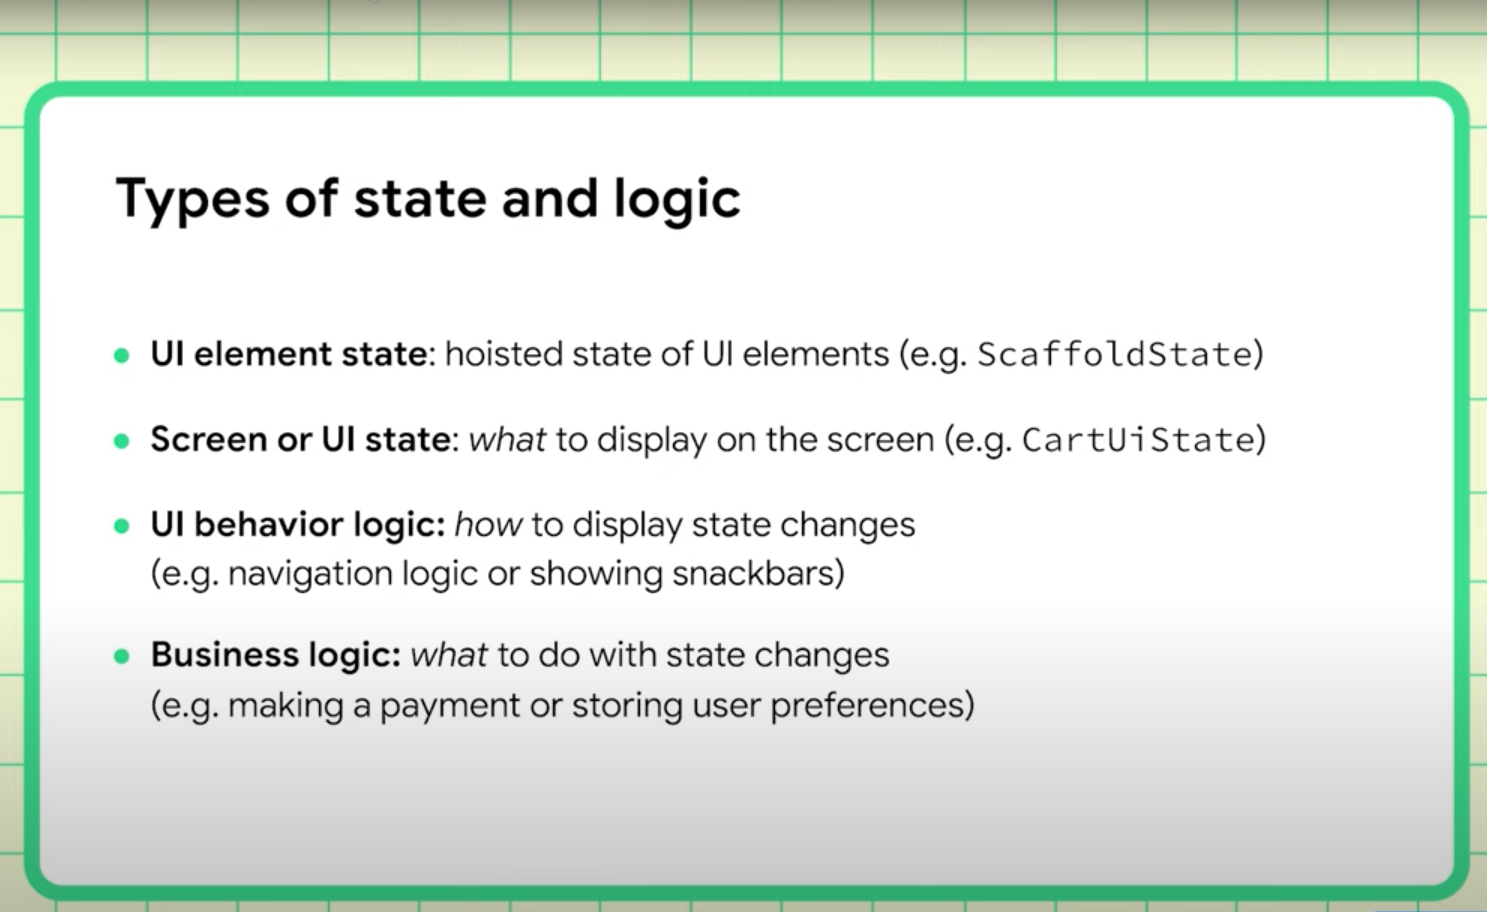 Types of state and logic
UI element state: hoisted state of UI elements (e.g. ScaffoldState)
Screen or UI state: what to display on the screen (e.g. CartUiState)
UI behavior logic: how to display state changes
(e.g. navigation logic or showing snackbars)
Business logic: what to do with state changes
(e.g. making a payment or storing user preferences)